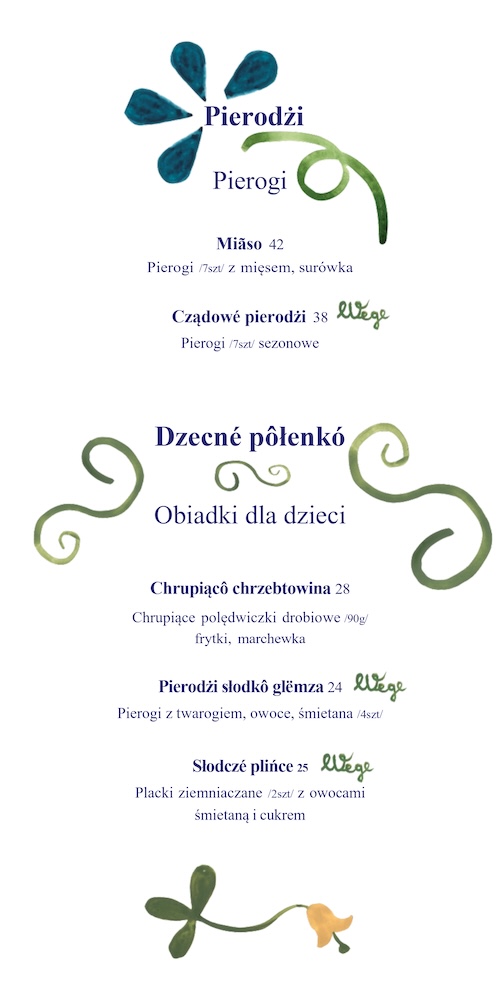 Pierodżi
Pierogi
Miãso 42
Pierogi /7szt/ z mięsem, surówka
Cządowé pierodżi 38 Wege
Pierogi /7szt/ sezonowe
Dzecné pôłenkó
Obiadki dla dzieci
Chrupiącô chrzebtowina 28
Chrupiące polędwiczki drobiowe /90g/
frytki, marchewka
Pierodżi słodkô glëmza 24 Wege
Pierogi z twarogiem, owoce, śmietana /4szt/
Słodczé plińce 25 Wege
Placki ziemniaczane /2szt/ z owocami
śmietaną i cukrem